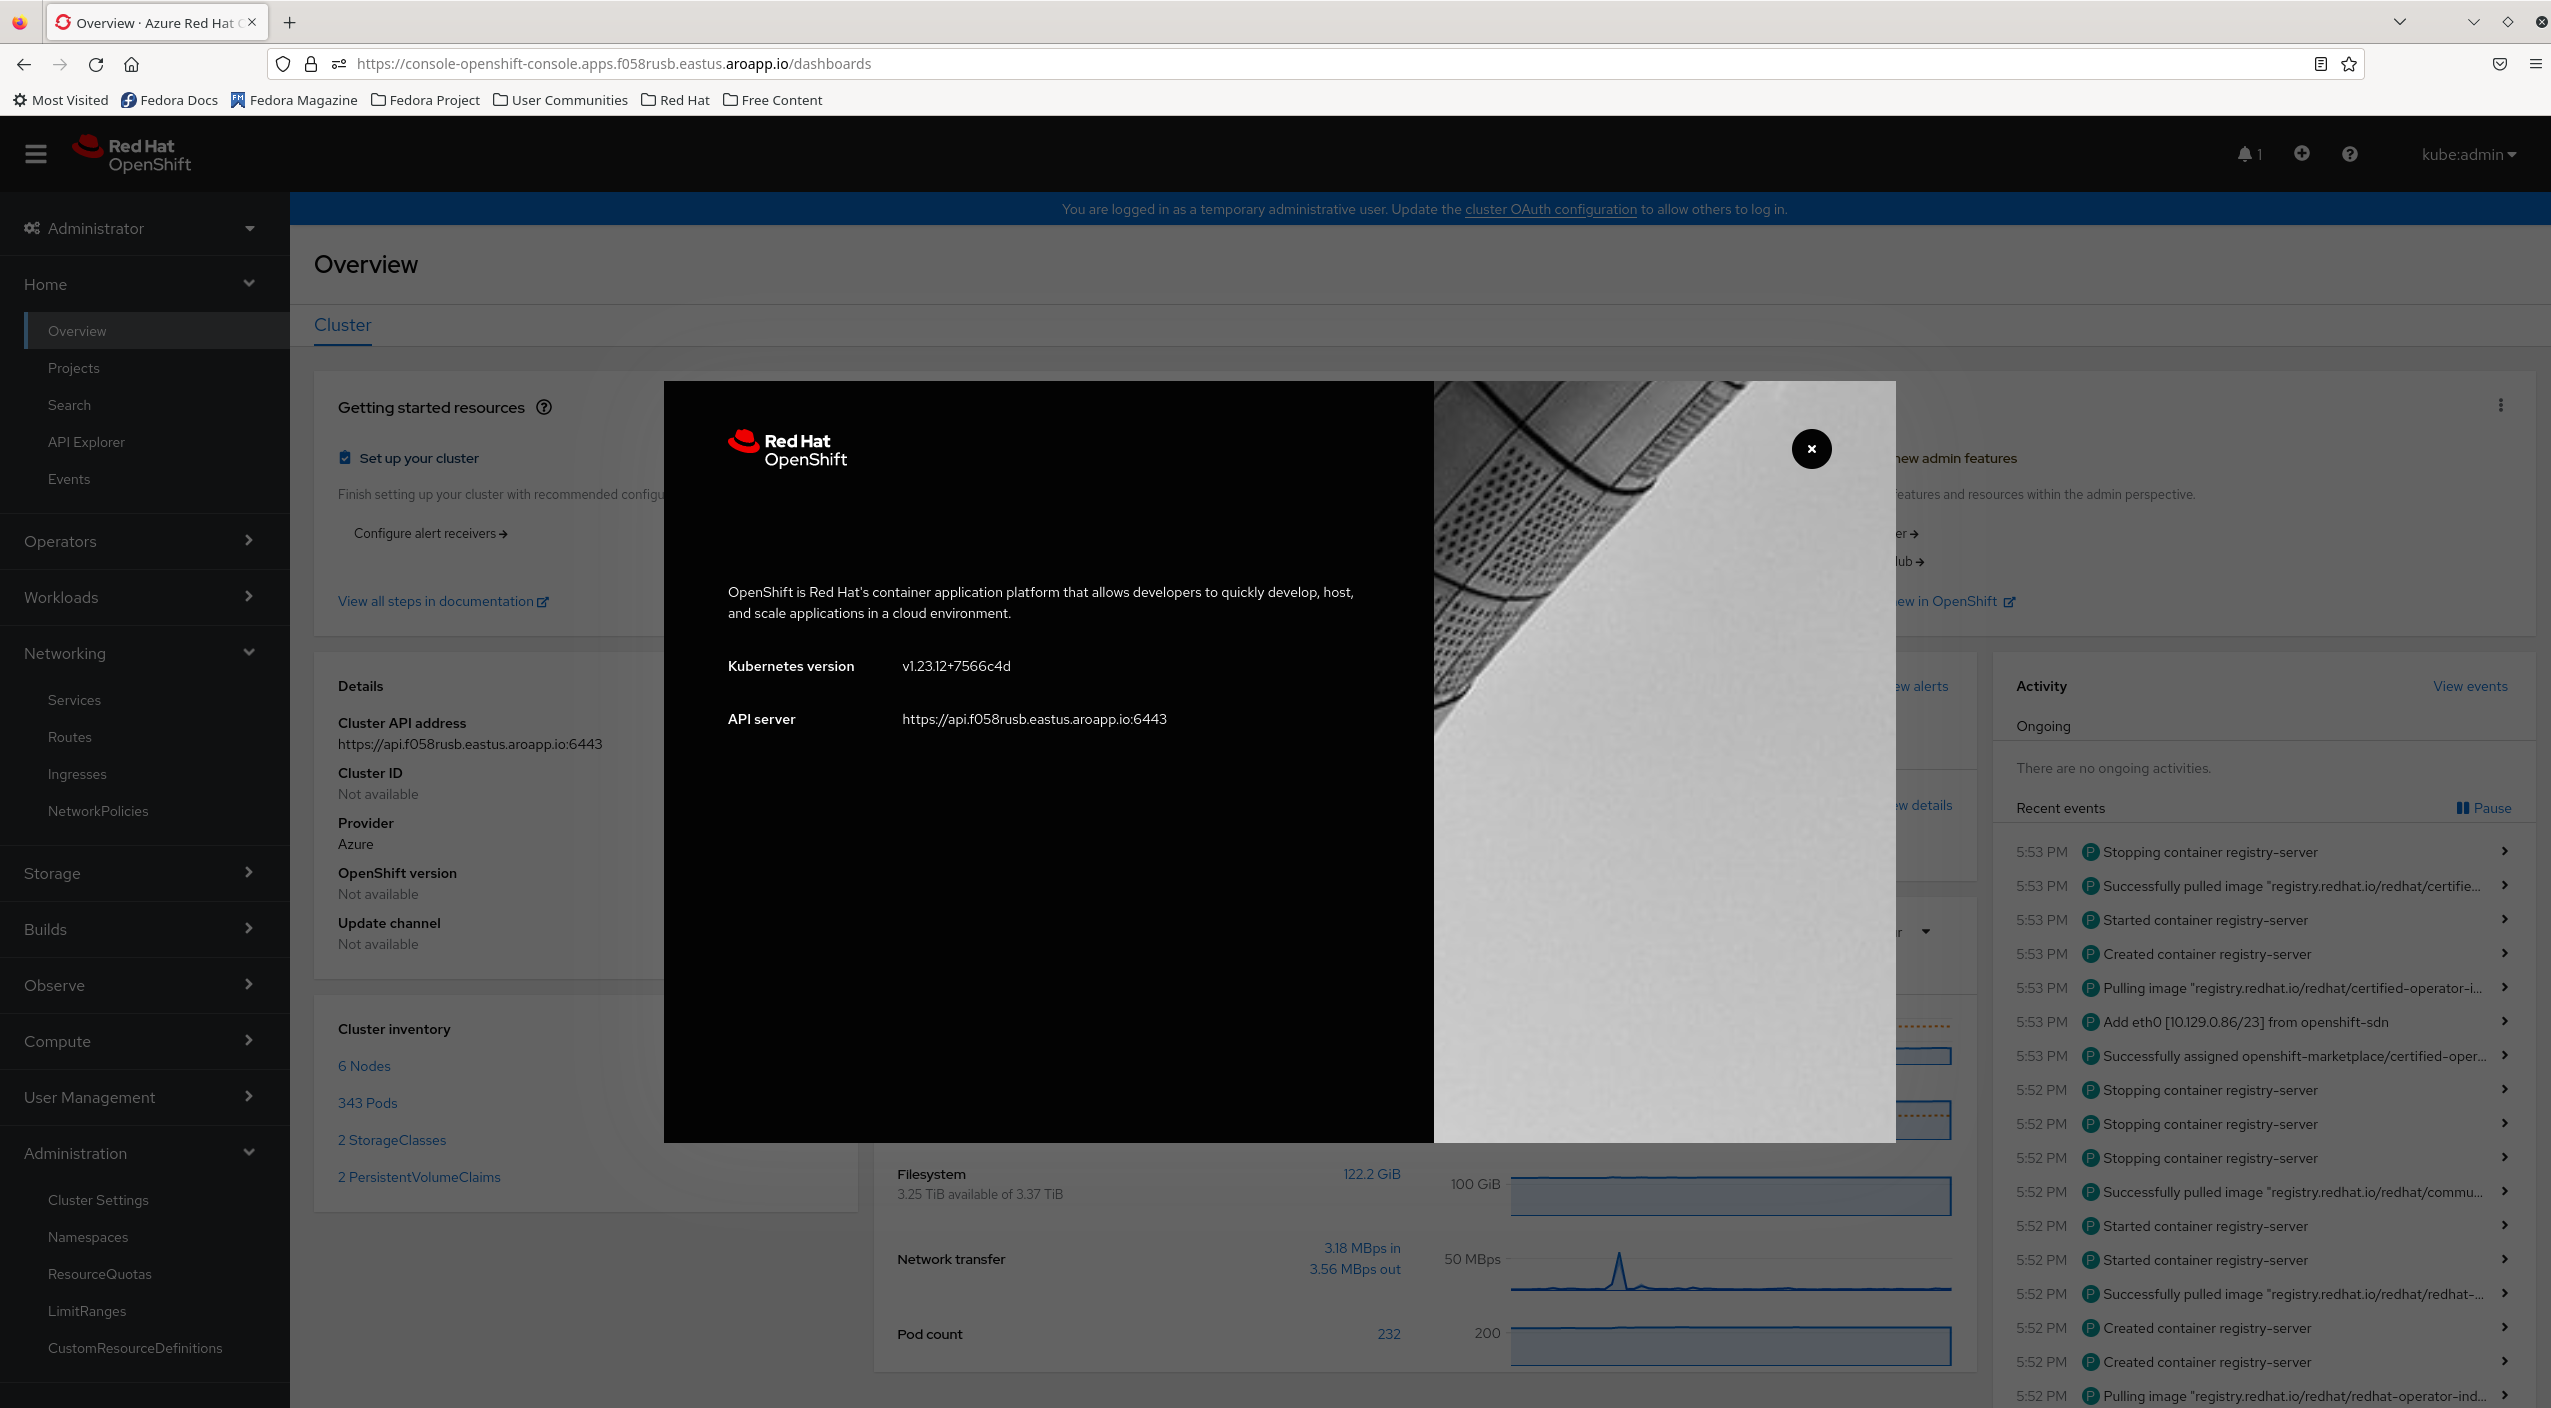 Overview · Azure Red Hat
https://console-openshift-console.apps.f058rusb.eastus.aroapp.io/dashboards
Most Visited
Fedora Docs
Fedora Magazine
Fedora Project
User Communities
Red Hat
Free Content
Red Hat
OpenShift
1
kube:admin
You are logged in as a temporary administrative user. Update the cluster OAuth configuration to allow others to log in.
Administrator
Home
Overview
Projects
Search
API Explorer
Events
Operators
Workloads
Networking
Services
Routes
Ingresses
NetworkPolicies
Storage
Builds
Observe
Compute
User Management
Administration
Cluster Settings
Namespaces
ResourceQuotas
LimitRanges
CustomResourceDefinitions
Overview
Cluster
Getting started resources
Set up your cluster
Finish setting up your cluster with recommended configu
Configure alert receivers
View all steps in documentation
new admin features
features and resources within the admin perspective.
er
lub
ew in OpenShift
Details
Cluster API address
https://api.f058rusb.eastus.aroapp.io:6443
Cluster ID
Not available
Provider
Azure
OpenShift version
Not available
Update channel
Not available
Cluster inventory
6 Nodes
343 Pods
2 StorageClasses
2 PersistentVolumeClaims
Red Hat
OpenShift
OpenShift is Red Hat's container application platform that allows developers to quickly develop, host,
and scale applications in a cloud environment.
Kubernetes version v1.23.12+7566c4d
API server https://api.f058rusb.eastus.aroapp.io:6443
ew alerts
ew details
Filesystem 122.2 GiB
3.25 TiB available of 3.37 TiB
100 GiB
Network transfer
3.18 MBps in
3.56 MBps out
50 MBps
Pod count 232
200
Activity View events
Ongoing
There are no ongoing activities.
Recent events Pause
5:53 PM P Stopping container registry-server
5:53 PM P Successfully pulled image "registry.redhat.io/redhat/certifie...
5:53 PM P Started container registry-server
5:53 PM P Created container registry-server
5:53 PM P Pulling image "registry.redhat.io/redhat/certified-operator-i...
5:53 PM P Add eth0 [10.129.0.86/23] from openshift-sdn
5:53 PM P Successfully assigned openshift-marketplace/certified-oper...
5:52 PM P Stopping container registry-server
5:52 PM P Stopping container registry-server
5:52 PM P Stopping container registry-server
5:52 PM P Successfully pulled image "registry.redhat.io/redhat/commu...
5:52 PM P Started container registry-server
5:52 PM P Started container registry-server
5:52 PM P Successfully pulled image "registry.redhat.io/redhat/redhat-...
5:52 PM P Created container registry-server
5:52 PM P Created container registry-server
5:52 PM P Pulling image "registry.redhat.io/redhat/redhat-operator-ind...